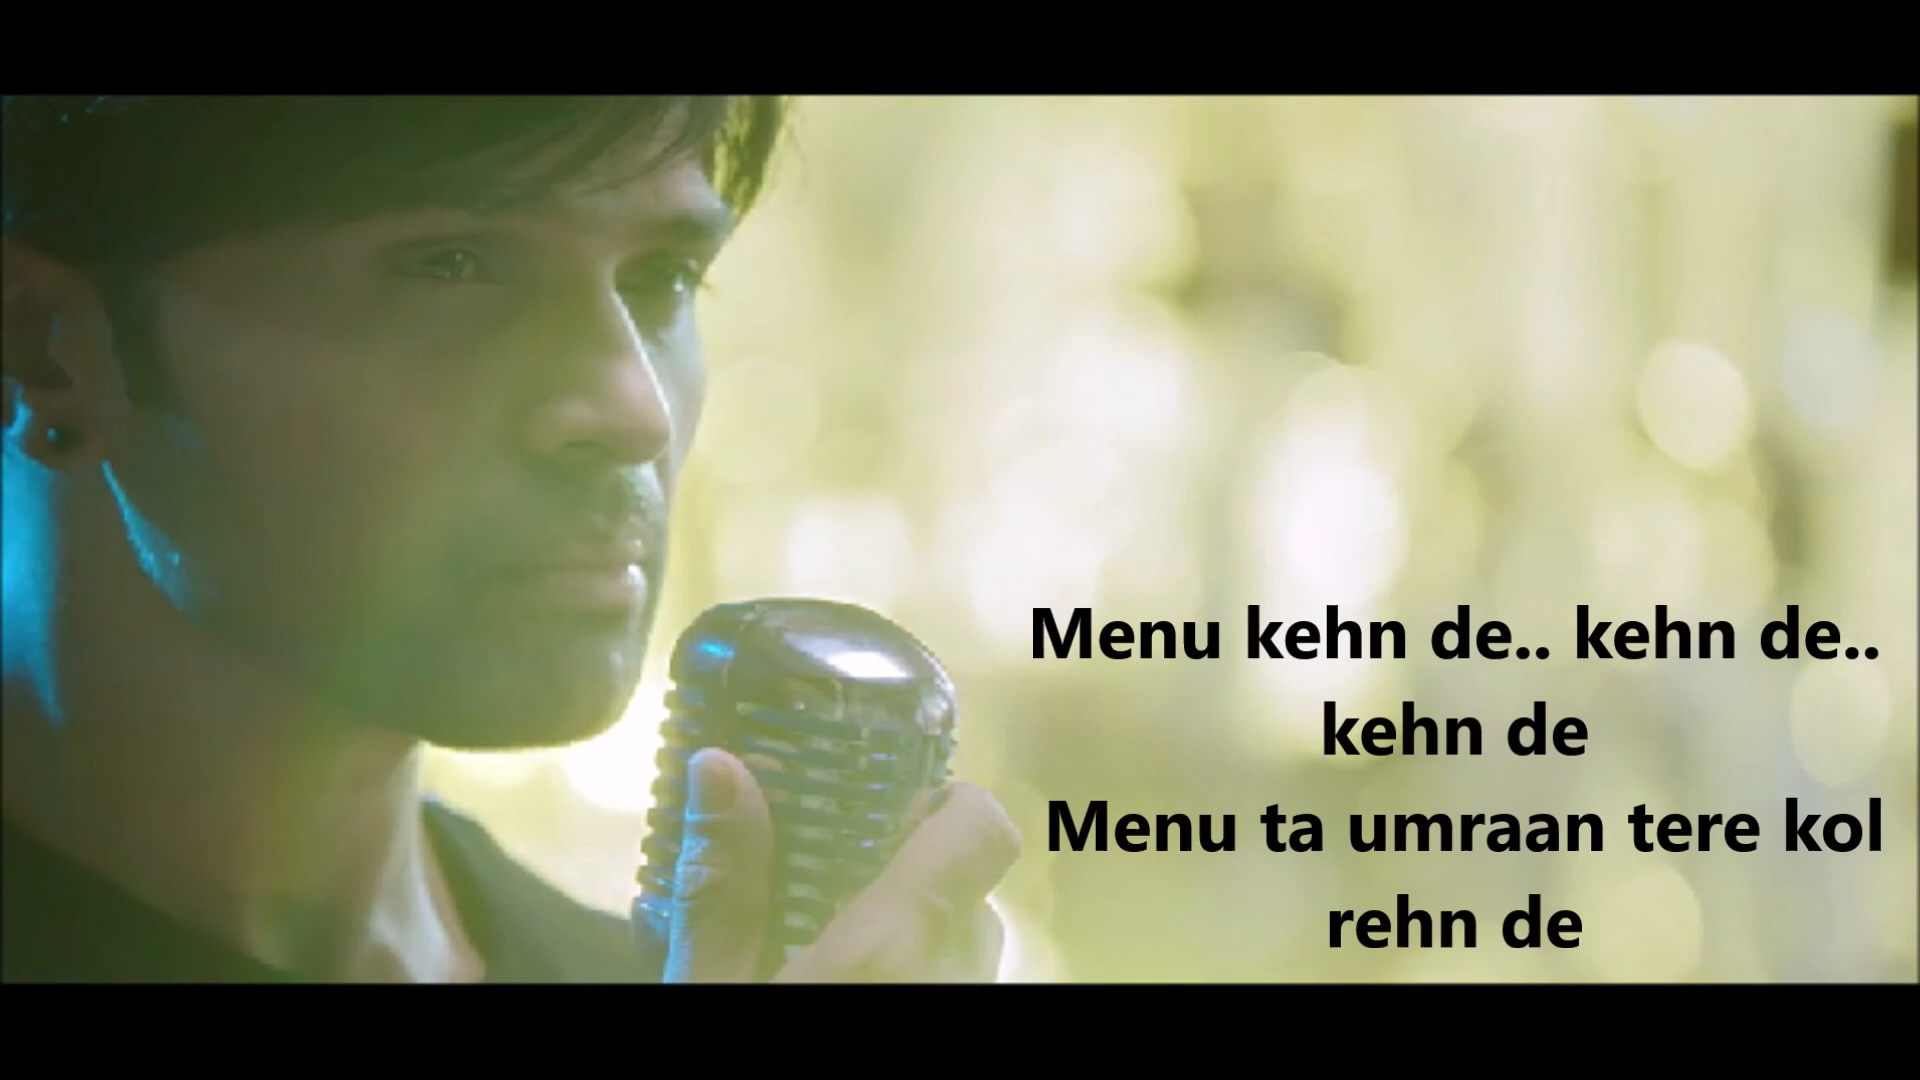 Menu kehn de.. kehn de..
kehn de
Menu ta umraan tere kol
rehn de